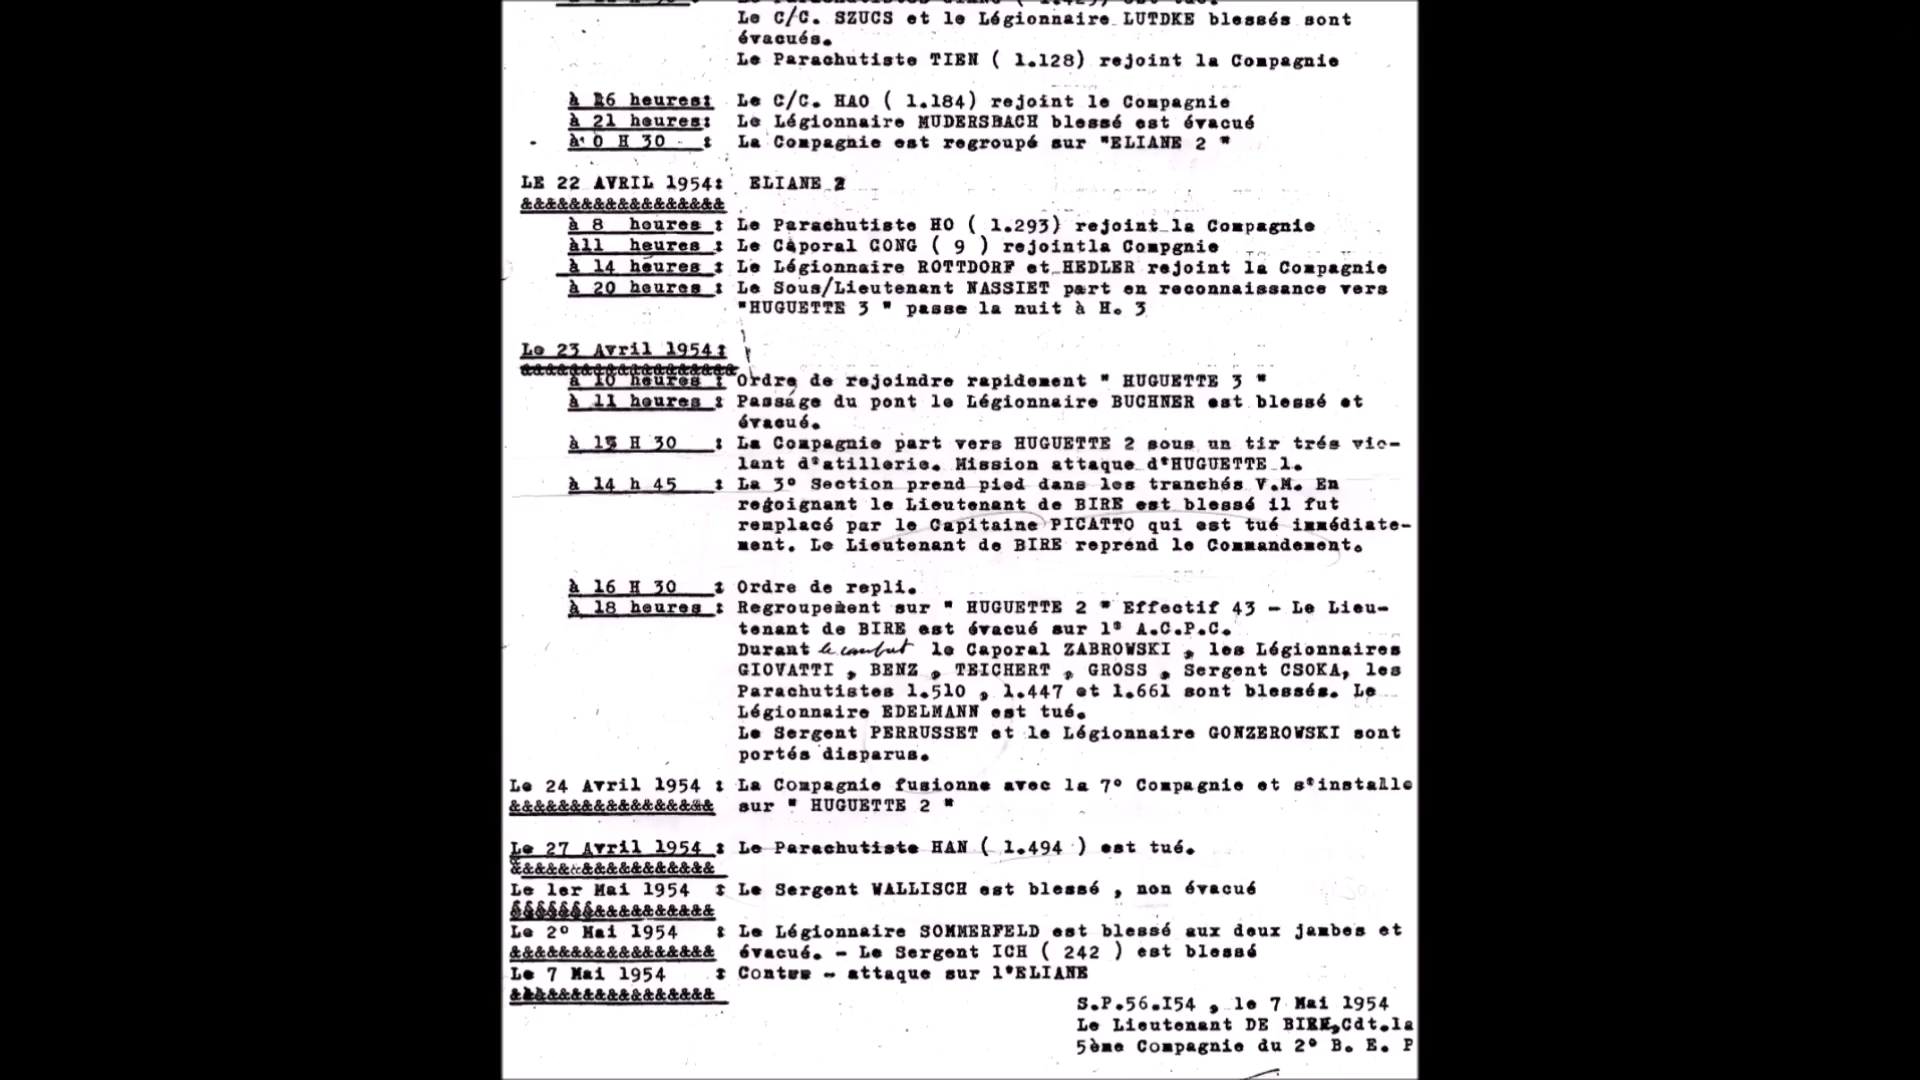 Le C/C. SZUCS et le Légionnaire LUTDKE blessés sont
évacués.
Le Parachutiste TIEN ( 1.128) rejoint la Compagnie
à 16 heures: Le C/C. HAO ( 1.184) rejoint le Compagnie
à 21 heures: Le Légionnaire MUDERSBACH blessé est évacué
à 0 H 30 : La Compagnie est regroupé sur "ELIANE 2 "
LE 22 AVRIL 1954: ELIANE 2
&&&&&&&&&&&&&&&&&
à 8 heures : Le Parachutiste HO ( 1.293) rejoint la Compagnie
à11 heures : Le Caporal CONG ( 9 ) rejointla Compgnie
à 14 heures : Le Légionnaire ROTTDORF et HEDLER rejoint la Compagnie
à 20 heures : Le Sous/Lieutenant NASSIET part en reconnaissance vers
"HUGUETTE 3 " passe la nuit à H. 3
Le 23 Avril 1954:
&&&&&&&&&&&&&&&&&&
à 10 heures : Ordre de rejoindre rapidement " HUGUETTE 3 "
à 11 heures : Passage du pont le Légionnaire BUCHNER est blessé et
évacué.
à H 30 : La Compagnie part vers HUGUETTE 2 sous un tir trés vio-
lant d'atillerie. Mission attaque d'HUGUETTE 1.
à 14 h 45 : La 3° Section prend pied dans les tranchés V.M. En
regoignant le Lieutenant de BIRE est blessé il fut
remplacé par le Capitaine PICATTO qui est tué immédiate-
ment. Le Lieutenant de BIRE reprend le Commandement.
à 16 H 30 : Ordre de repli.
à 18 heures : Regroupement sur " HUGUETTE 2 " Effectif 43 - Le Lieu-
tenant de BIRE est évacué sur l' A.C.P.C.
Durant le combat le Caporal ZABROWSKI , les Légionnaires
GIOVATTI , BENZ , TEICHERT , GROSS , Sergent CSOKA, les
Parachutistes 1.510 , 1.447 et 1.661 sont blessés. Le
Légionnaire EDELMANN est tué.
Le Sergent PERRUSSET et le Légionnaire GONZEROWSKI sont
portés disparus.
Le 24 Avril 1954 : La Compagnie fusionne avec la 7° Compagnie et s'installe
&&&&&&&&&&&&&&&&& sur " HUGUETTE 2 "
Le 27 Avril 1954 : Le Parachutiste HAN ( 1.494 ) est tué.
&&&&&&&&&&&&&&&&&
Le 1er Mai 1954 : Le Sergent WALLISCH est blessé , non évacué
§§§§§§§&&&&&&&&&&
Le 2° Mai 1954 : Le Légionnaire SOMMERFELD est blessé aux deux jambes et
&&&&&&&&&&&&&&&&& évacué. - Le Sergent ICH ( 242 ) est blessé
Le 7 Mai 1954 : Contre - attaque sur l'ELIANE
&&&&&&&&&&&&&&&&&
S.P.56.I54 , le 7 Mai 1954
Le Lieutenant DE BIRE,Cdt.la
5ème Compagnie du 2° B. E. P